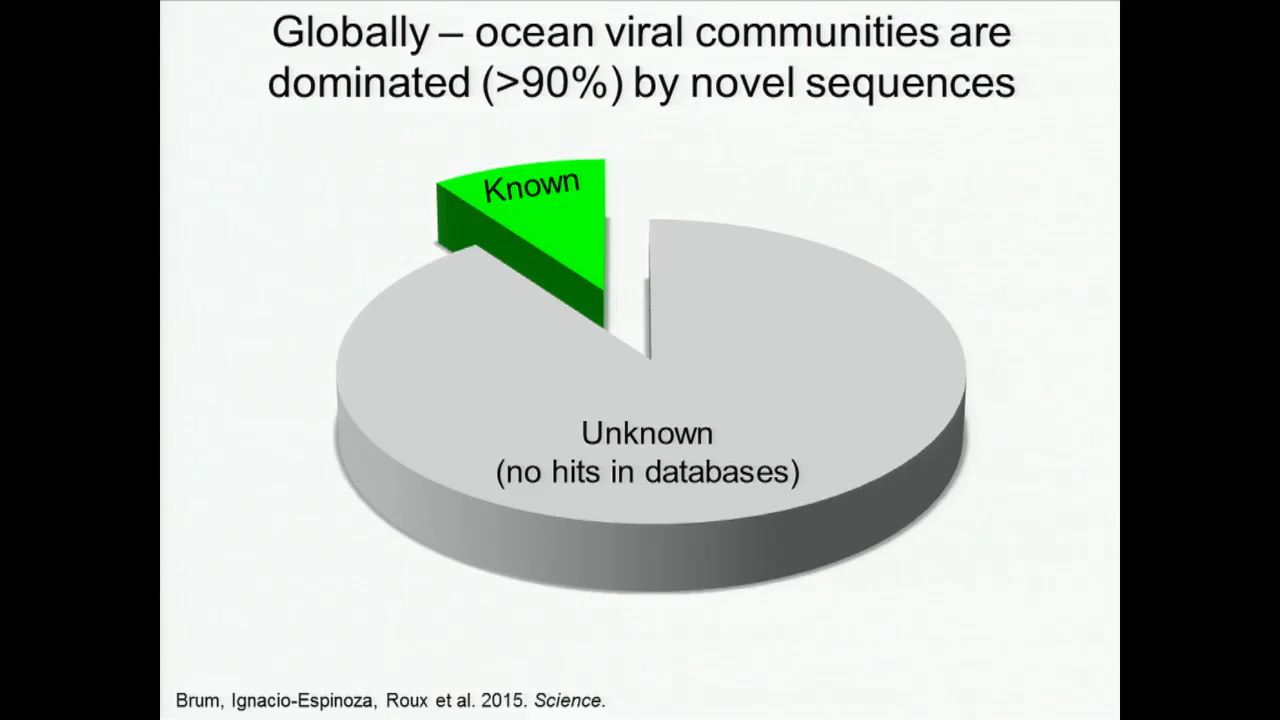 Globally – ocean viral communities are
dominated (>90%) by novel sequences
Known
Unknown
(no hits in databases)
Brum, Ignacio-Espinoza, Roux et al. 2015. Science.